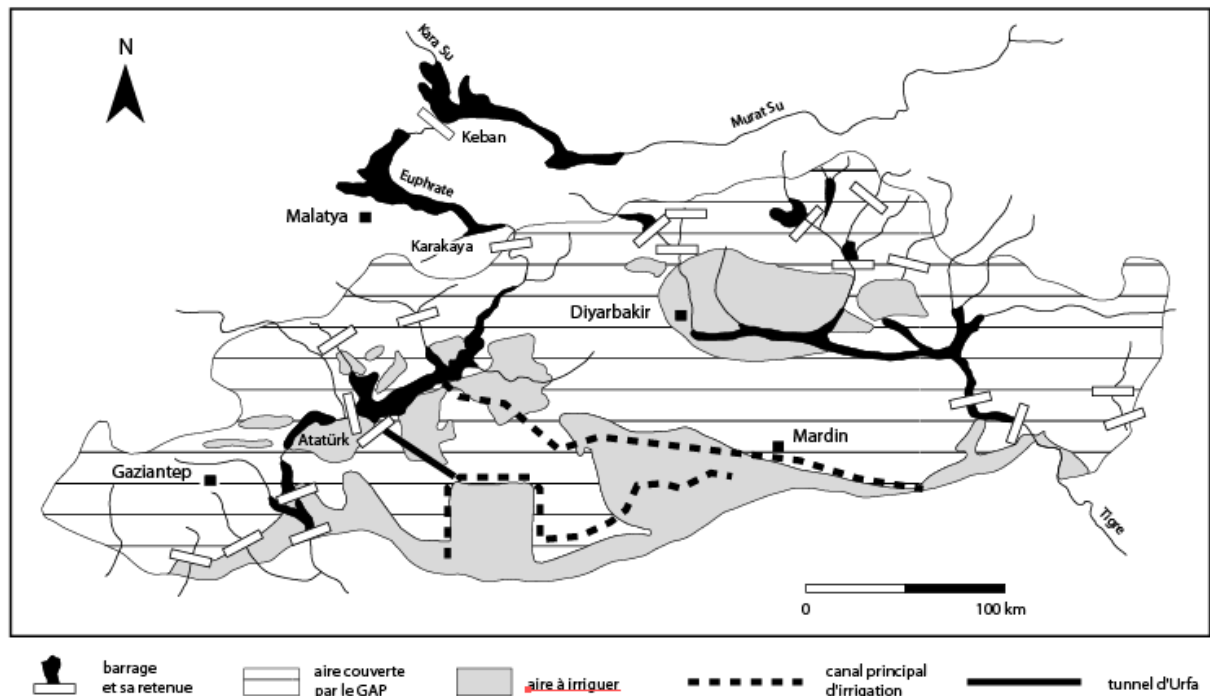 N
Kara Su
Murat Su
Keban
Euphrate
Malatya
Karakaya
Diyarbakir
Atatürk
Mardin
Gaziantep
Tigre
0
100 km
barrage
et sa retenue
aire couverte
par le GAP
aire à irriguer
canal principal
d'irrigation
tunnel d'Urfa